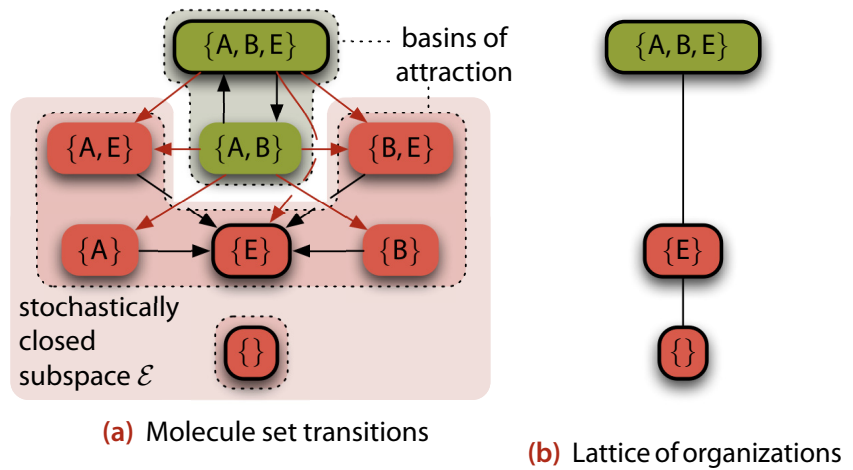 {A, B, E}
basins of
attraction
{A, E}
{A, B}
{B, E}
{A}
{E}
{B}
stochastically
closed
subspace ℰ
{}
(a) Molecule set transitions
{A, B, E}
{E}
{}
(b) Lattice of organizations